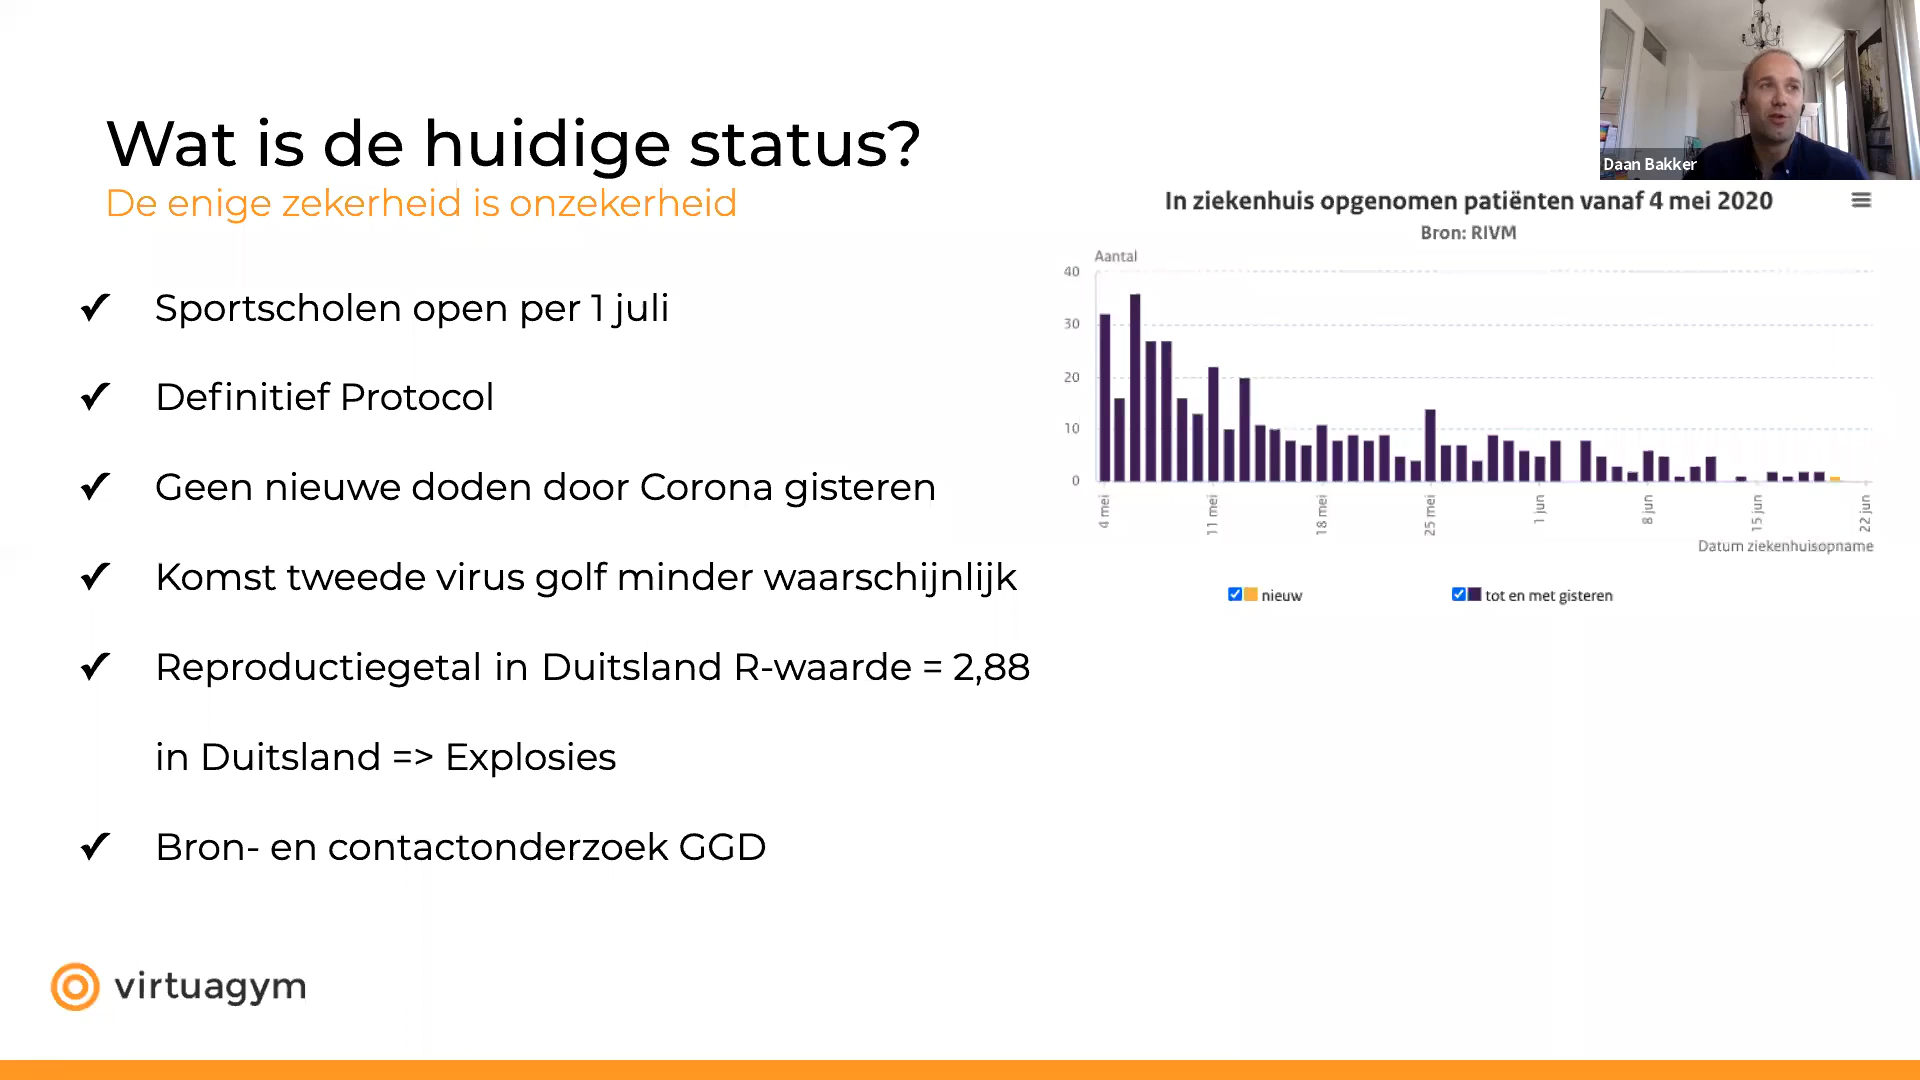 Daan Bakker
Wat is de huidige status?
De enige zekerheid is onzekerheid
✓ Sportscholen open per 1 juli
✓ Definitief Protocol
✓ Geen nieuwe doden door Corona gisteren
✓ Komst tweede virus golf minder waarschijnlijk
✓ Reproductiegetal in Duitsland R-waarde = 2,88
in Duitsland => Explosies
✓ Bron- en contactonderzoek GGD
In ziekenhuis opgenomen patiënten vanaf 4 mei 2020
Bron: RIVM
Aantal
40
30
20
10
0
4 mei
11 mei
18 mei
25 mei
1 jun
8 jun
15 jun
22 jun
Datum ziekenhuisopname
nieuw
tot en met gisteren
virtuagym